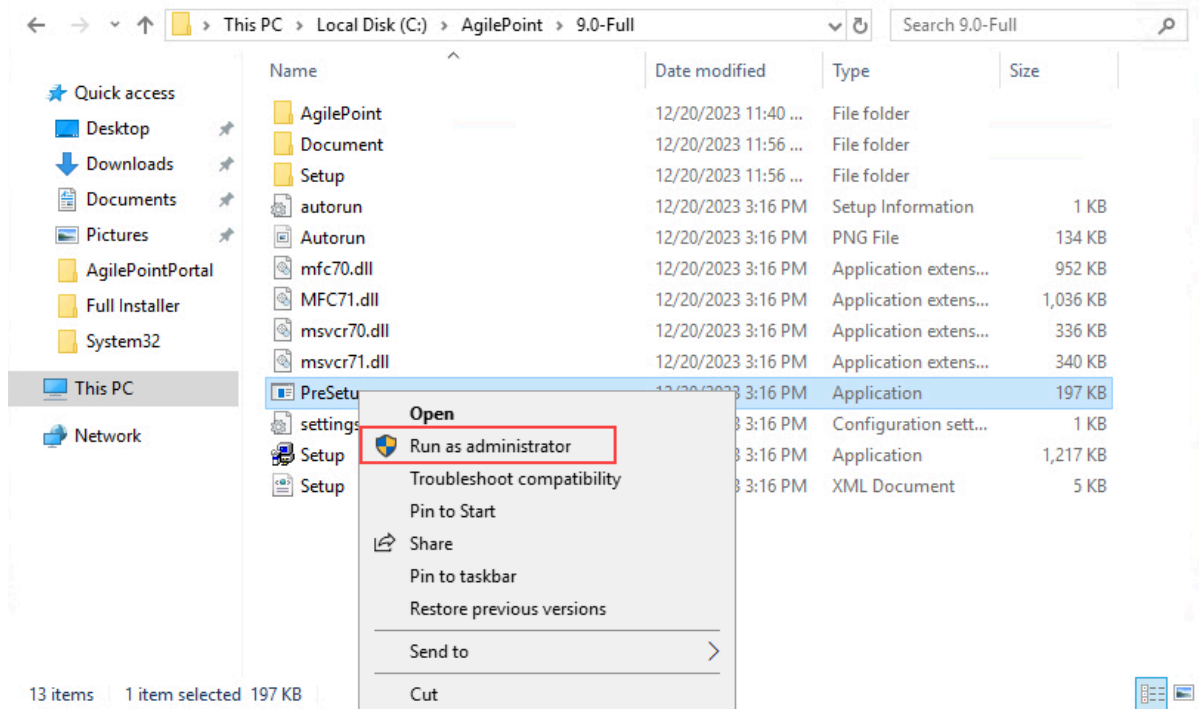 This PC > Local Disk (C:) > AgilePoint > 9.0-Full Search 9.0-Full
Name Date modified Type Size
Quick access
Desktop
Downloads
Documents
Pictures
AgilePointPortal
Full Installer
System32
This PC
Network
AgilePoint 12/20/2023 11:40 ... File folder
Document 12/20/2023 11:56 ... File folder
Setup 12/20/2023 11:56 ... File folder
autorun 12/20/2023 3:16 PM Setup Information 1 KB
Autorun 12/20/2023 3:16 PM PNG File 134 KB
mfc70.dll 12/20/2023 3:16 PM Application extens... 952 KB
MFC71.dll 12/20/2023 3:16 PM Application extens... 1,036 KB
msvcr70.dll 12/20/2023 3:16 PM Application extens... 336 KB
msvcr71.dll 12/20/2023 3:16 PM Application extens... 340 KB
PreSetu 3:16 PM Application 197 KB
settings 3:16 PM Configuration sett... 1 KB
Setup 3:16 PM Application 1,217 KB
Setup 3:16 PM XML Document 5 KB
Open
Run as administrator
Troubleshoot compatibility
Pin to Start
Share
Pin to taskbar
Restore previous versions
Send to
Cut
13 items 1 item selected 197 KB